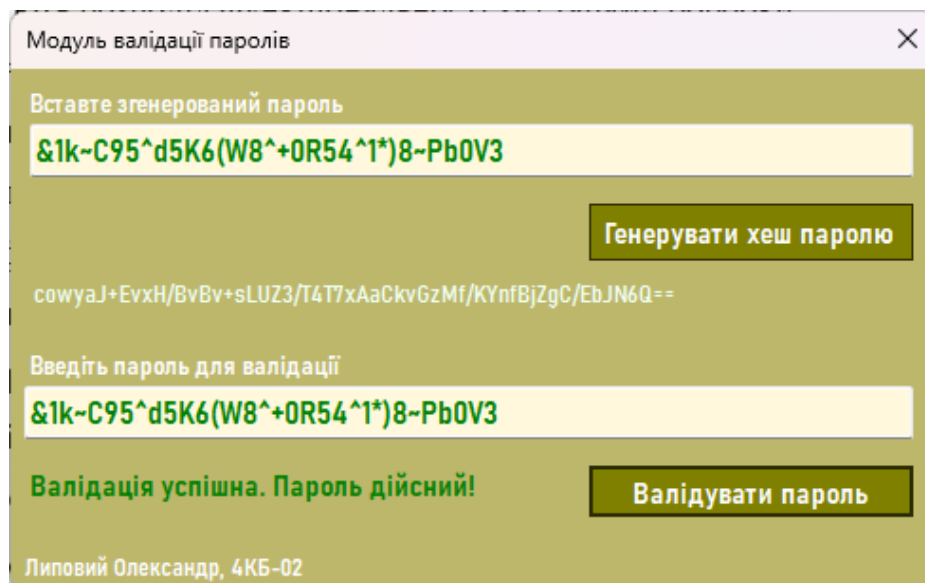 Модуль валідації паролів
Вставте згенерований пароль
&1k~C95^d5K6(W8^+0R54^1*)8~Pb0V3
Генерувати хеш паролю
cowyaJ+EvxH/BvBv+sLUZ3/T4T7xAaCkvGzMf/KYnfBjZgC/EbJN6Q==
Введіть пароль для валідації
&1k~C95^d5K6(W8^+0R54^1*)8~Pb0V3
Валідація успішна. Пароль дійсний!
Валідувати пароль
Липовий Олександр, 4КБ-02